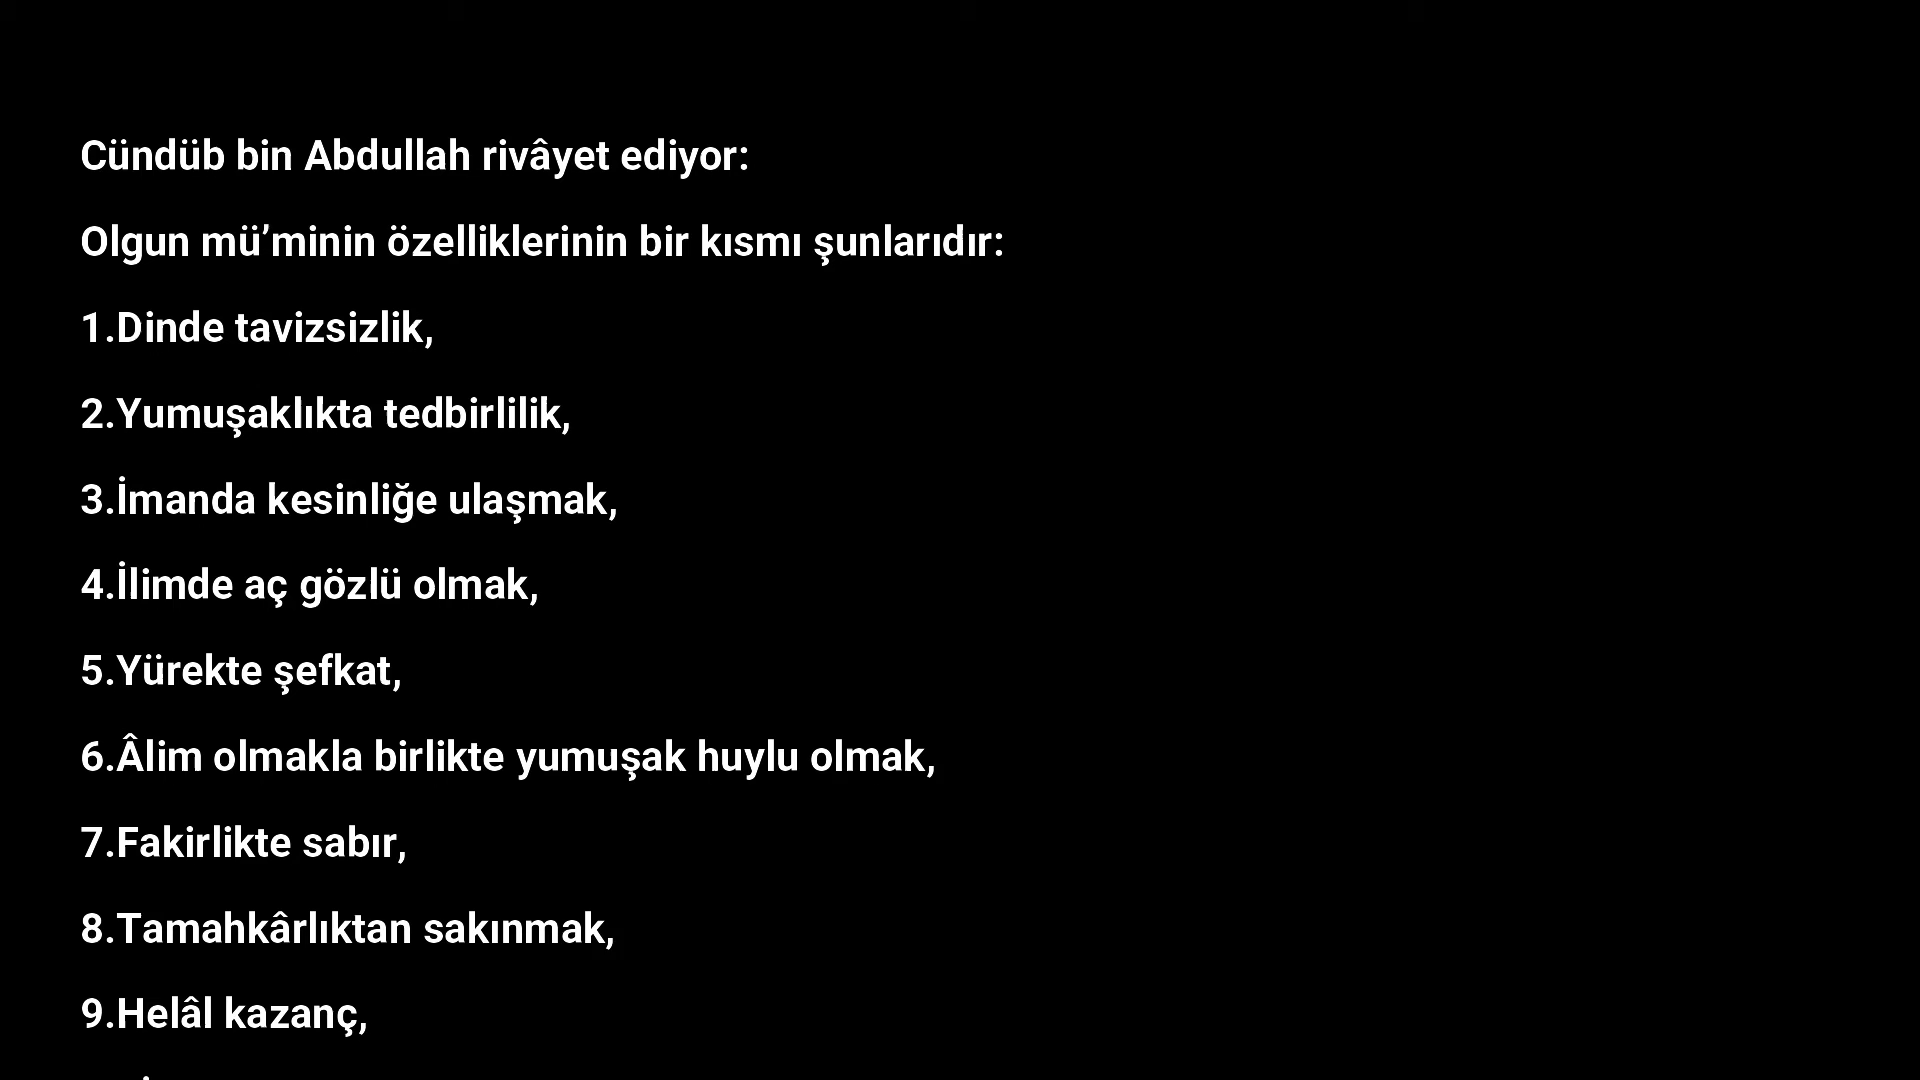 Cündüb bin Abdullah rivâyet ediyor:
Olgun mü’minin özelliklerinin bir kısmı şunlarıdır:
1.Dinde tavizsizlik,
2.Yumuşaklıkta tedbirlilik,
3.İmanda kesinliğe ulaşmak,
4.İlimde aç gözlü olmak,
5.Yürekte şefkat,
6.Âlim olmakla birlikte yumuşak huylu olmak,
7.Fakirlikte sabır,
8.Tamahkârlıktan sakınmak,
9.Helâl kazanç,